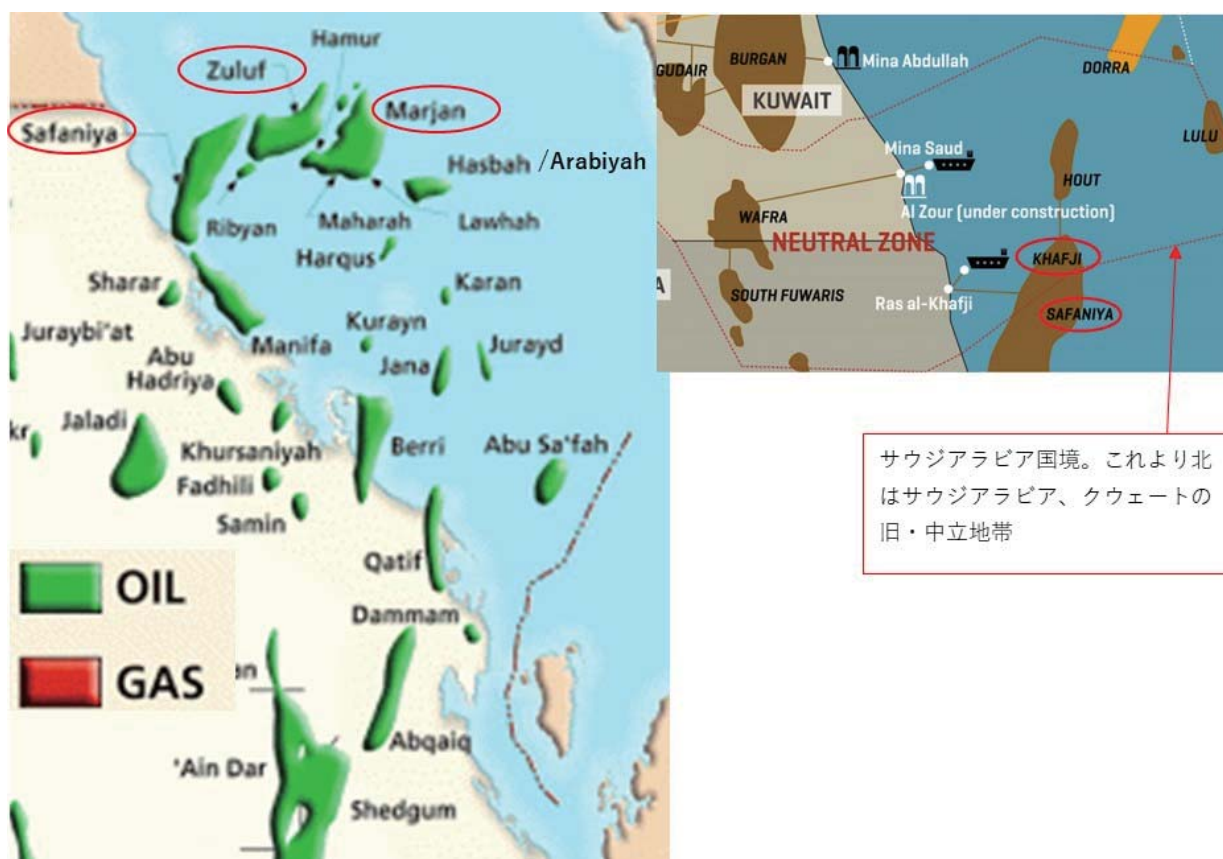 Hamur
Zuluf
Marjan
Safaniya
Hasbah /Arabiyah
Ribyan
Maharah
Lawhah
Harqus
Sharar
Karan
Juraybi'at
Kurayn
Manifa
Jurayd
Abu
Hadriya
Jana
Jaladi
kr
Khursaniyah
Berri
Abu Sa'fah
Fadhili
Samin
Qatif
OIL
Dammam
GAS
an
Abqaiq
'Ain Dar
Shedgum
BURGAN
Mina Abdullah
GUDAIR
DORRA
KUWAIT
LULU
Mina Saud
HOUT
Al Zour (under construction)
WAFRA
NEUTRAL ZONE
KHAFJI
A
SOUTH FUWARIS
Ras al-Khafji
SAFANIYA
サウジアラビア国境。これより北
はサウジアラビア、クウェートの
旧・中立地帯